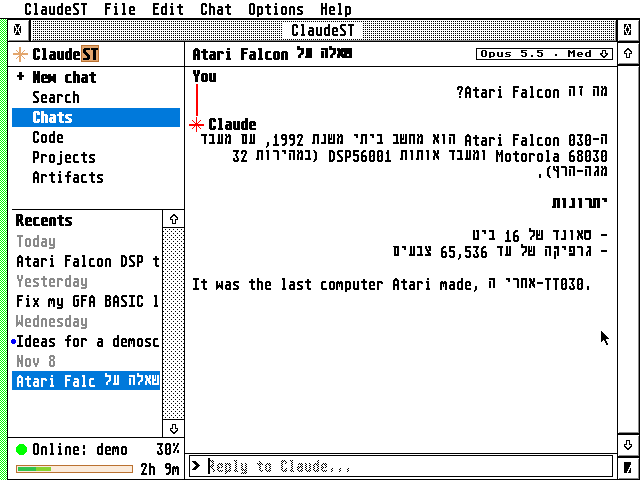 ClaudeST File Edit Chat Options Help
ClaudeST
ClaudeST
+ New chat
Search
Chats
Code
Projects
Artifacts
Recents
Today
Atari Falcon DSP t
Yesterday
Fix my GFA BASIC l
Wednesday
Ideas for a demosc
Nov 8
שאלה על Atari Falc
Online: demo 30%
2h 9m
שאלה על Atari Falcon
Opus 5.5 · Med
You
מה זה Atari Falcon?
Claude
ה-Atari Falcon 030 הוא מחשב ביתי משנת 1992, עם מעבד
Motorola 68030 ומעבד אותות DSP56001 (במהירות 32
מגה-הרץ).
יתרונות
- סאונד של 16 ביט
- גרפיקה של עד 65,536 צבעים
It was the last computer Atari made, אחרי ה-TT030.
> Reply to Claude...